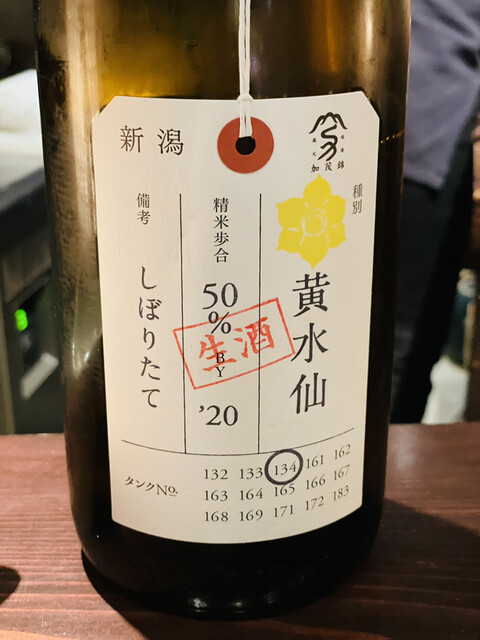 加茂錦
種別
黄水仙
精米歩合
50%
BY
'20
生酒
新潟
備考
しぼりたて
タンクNo.
132 133 134 161 162
163 164 165 166 167
168 169 171 172 183